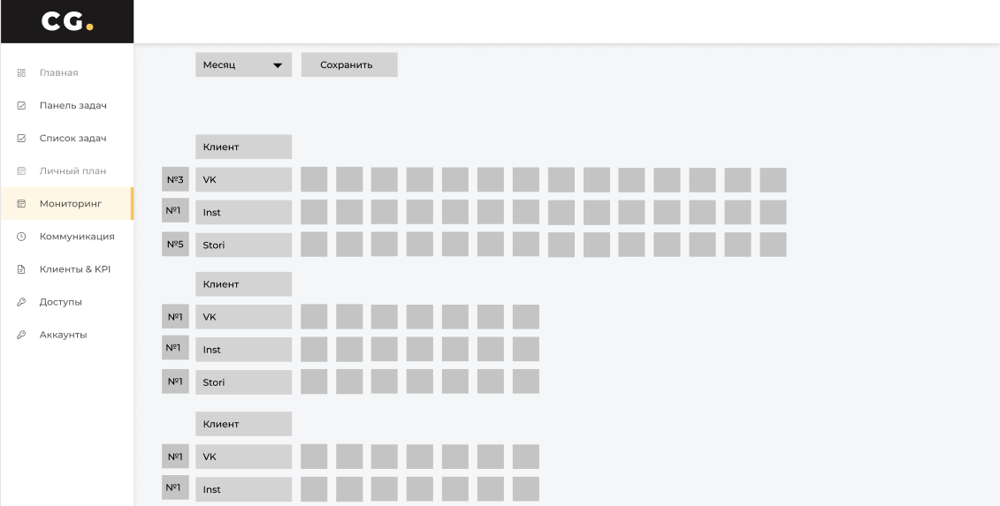 CG.
Главная
Панель задач
Список задач
Личный план
Мониторинг
Коммуникация
Клиенты & KPI
Доступы
Аккаунты
Месяц
Сохранить
Клиент
№3 VK
№1 Inst
№5 Stori
Клиент
№1 VK
№1 Inst
№1 Stori
Клиент
№1 VK
№1 Inst